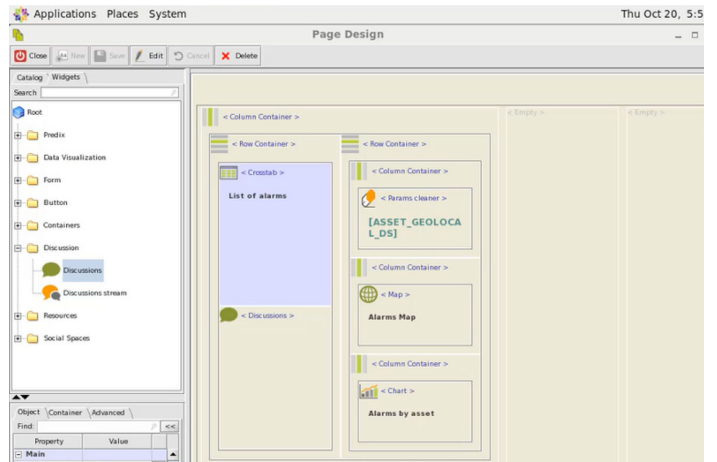 Applications Places System Thu Oct 20, 5:5
Page Design
Close New Save Edit Cancel Delete
Catalog Widgets
Search
Root
Predix
Data Visualization
Form
Button
Containers
Discussion
Discussions
Discussions stream
Resources
Social Spaces
Object Container Advanced
Find: <<
Property Value
Main
< Column Container >
< Empty >
< Empty >
< Row Container >
< Row Container >
< Crosstab >
List of alarms
< Discussions >
< Column Container >
< Params cleaner >
[ASSET_GEOLOCA
L_DS]
< Column Container >
< Map >
Alarms Map
< Column Container >
< Chart >
Alarms by asset